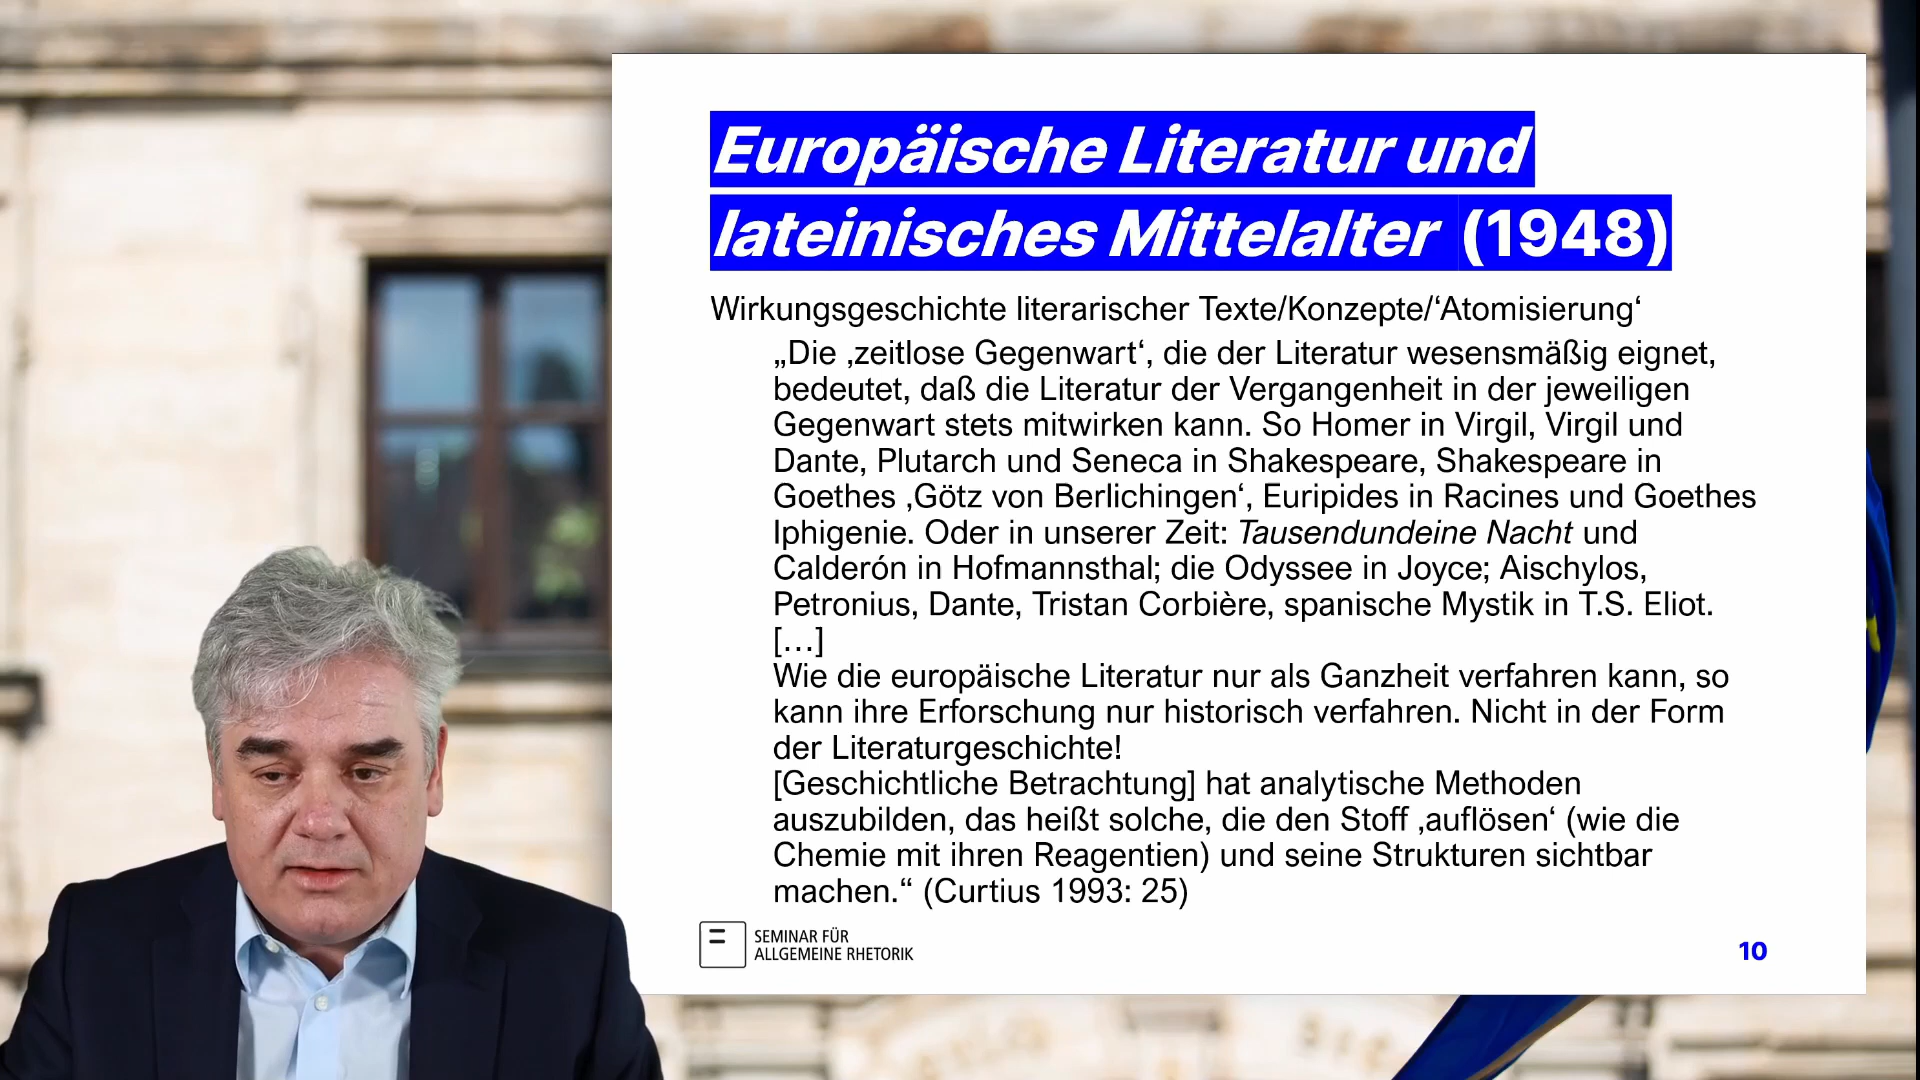 Europäische Literatur und
lateinisches Mittelalter (1948)
Wirkungsgeschichte literarischer Texte/Konzepte/‘Atomisierung‘
„Die ‚zeitlose Gegenwart‘, die der Literatur wesensmäßig eignet,
bedeutet, daß die Literatur der Vergangenheit in der jeweiligen
Gegenwart stets mitwirken kann. So Homer in Virgil, Virgil und
Dante, Plutarch und Seneca in Shakespeare, Shakespeare in
Goethes ‚Götz von Berlichingen‘, Euripides in Racines und Goethes
Iphigenie. Oder in unserer Zeit: Tausendundeine Nacht und
Calderón in Hofmannsthal; die Odyssee in Joyce; Aischylos,
Petronius, Dante, Tristan Corbière, spanische Mystik in T.S. Eliot.
[…]
Wie die europäische Literatur nur als Ganzheit verfahren kann, so
kann ihre Erforschung nur historisch verfahren. Nicht in der Form
der Literaturgeschichte!
[Geschichtliche Betrachtung] hat analytische Methoden
auszubilden, das heißt solche, die den Stoff ‚auflösen‘ (wie die
Chemie mit ihren Reagentien) und seine Strukturen sichtbar
machen.“ (Curtius 1993: 25)
SEMINAR FÜR
ALLGEMEINE RHETORIK
10